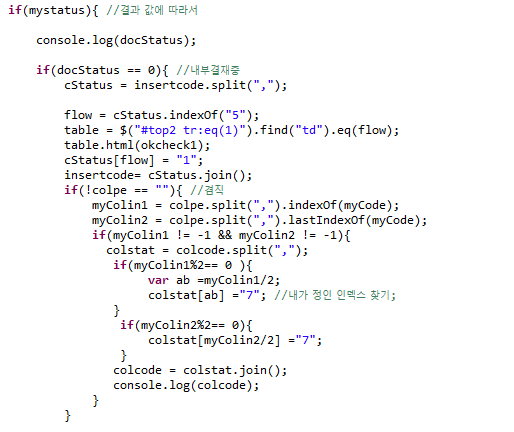 if(mystatus){ //결과 값에 따라서
console.log(docStatus);
if(docStatus == 0){ //내부결재중
cStatus = insertcode.split(",");
flow = cStatus.indexOf("5");
table = $("#top2 tr:eq(1)").find("td").eq(flow);
table.html(okcheck1);
cStatus[flow] = "1";
insertcode= cStatus.join();
if(!colpe == ""){ //겸직
myColin1 = colpe.split(",").indexOf(myCode);
myColin2 = colpe.split(",").lastIndexOf(myCode);
if(myColin1 != -1 && myColin2 != -1){
colstat = colcode.split(",");
if(myColin1%2== 0 ){
var ab =myColin1/2;
colstat[ab] ="7"; //내가 정인 인덱스 찾기;
}
if(myColin2%2== 0){
colstat[myColin2/2] ="7";
}
colcode = colstat.join();
console.log(colcode);
}
}